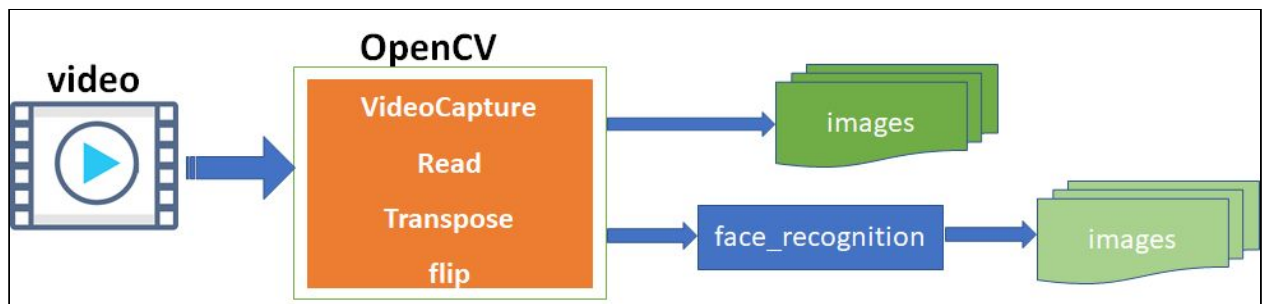 video
OpenCV
VideoCapture
Read
Transpose
flip
images
face_recognition
images